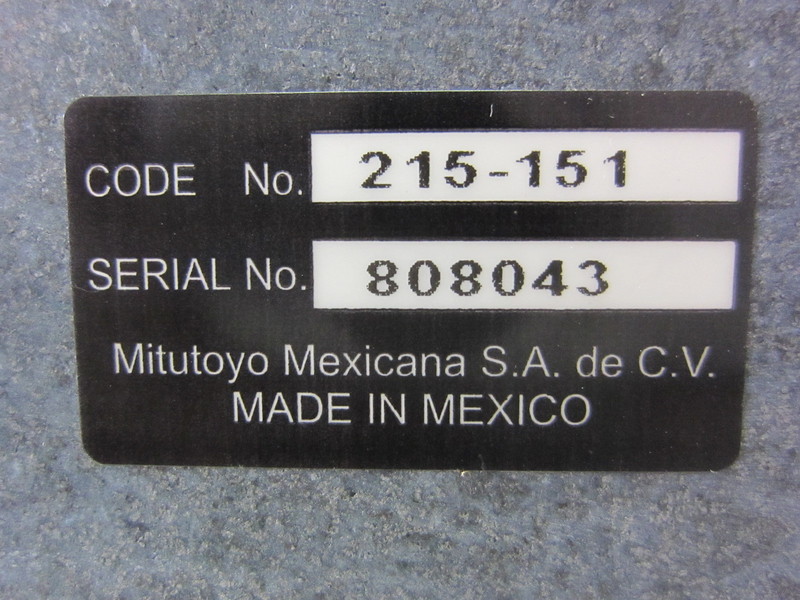 CODE No. 215-151
SERIAL No. 808043
Mitutoyo Mexicana S.A. de C.V.
MADE IN MEXICO